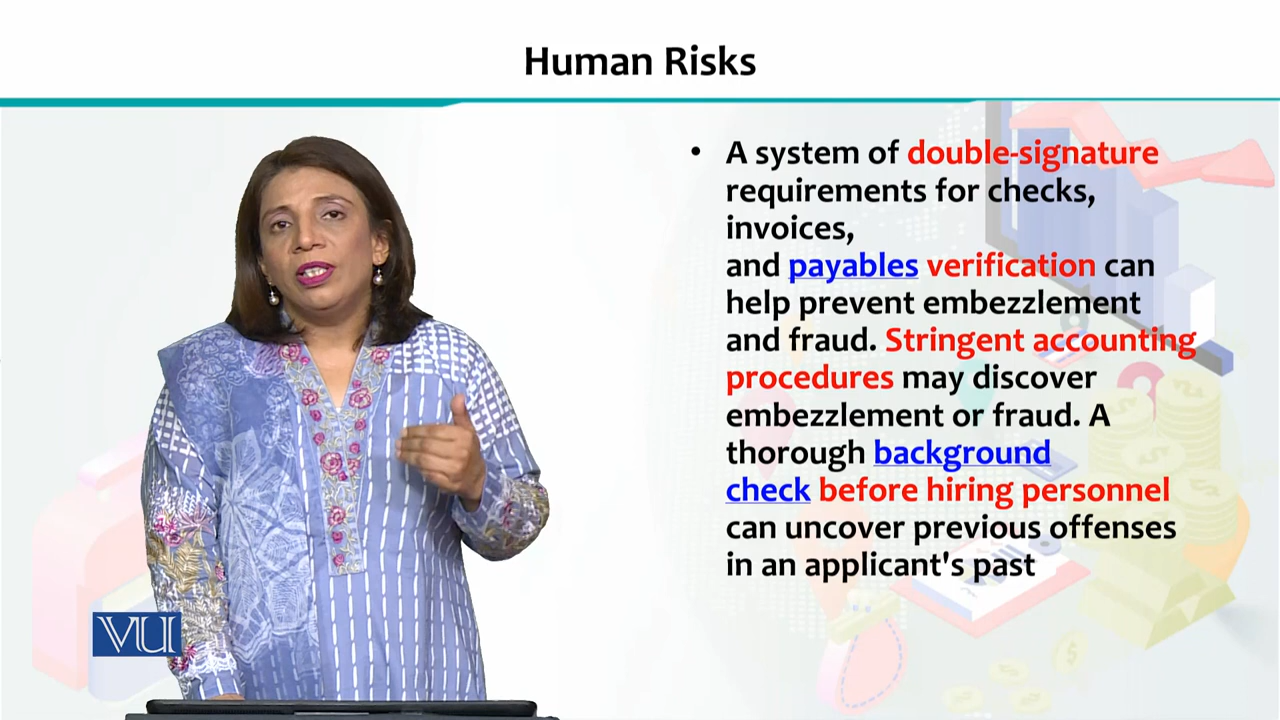 Human Risks
• A system of double-signature
requirements for checks,
invoices,
and payables verification can
help prevent embezzlement
and fraud. Stringent accounting
procedures may discover
embezzlement or fraud. A
thorough background
check before hiring personnel
can uncover previous offenses
in an applicant's past
VU